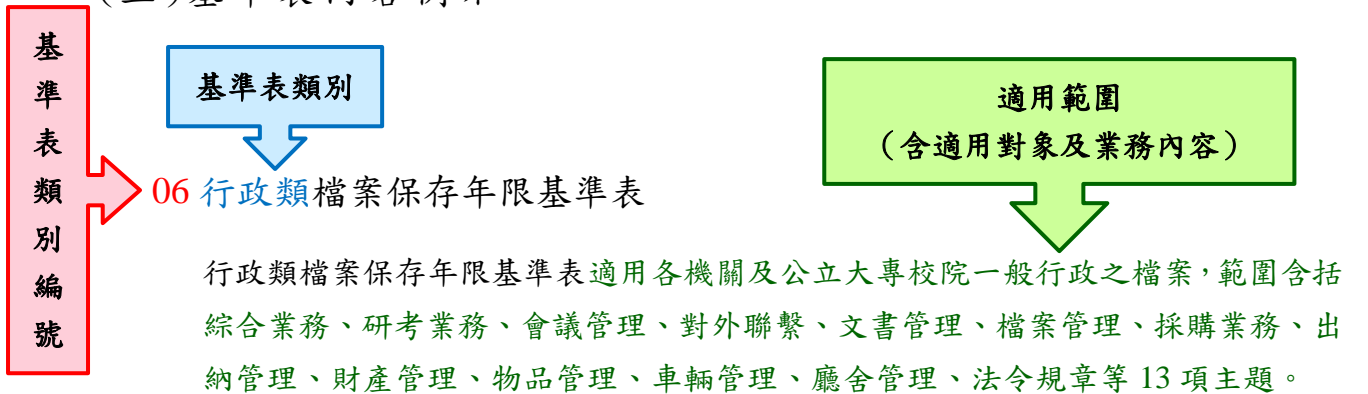 基準表類別編號
基準表類別
適用範圍
（含適用對象及業務內容）
06 行政類檔案保存年限基準表
行政類檔案保存年限基準表適用各機關及公立大專校院一般行政之檔案，範圍含括
綜合業務、研考業務、會議管理、對外聯繫、文書管理、檔案管理、採購業務、出
納管理、財產管理、物品管理、車輛管理、廳舍管理、法令規章等 13 項主題。